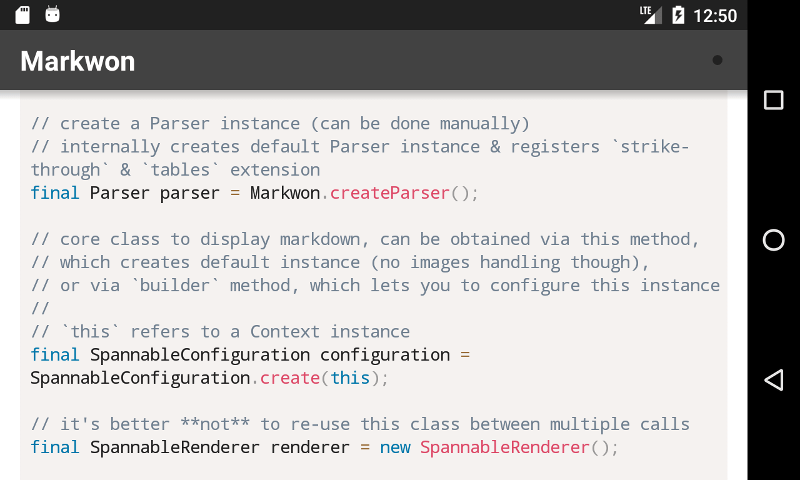 LTE 12:50
Markwon
// create a Parser instance (can be done manually)
// internally creates default Parser instance & registers `strike-
through` & `tables` extension
final Parser parser = Markwon.createParser();
// core class to display markdown, can be obtained via this method,
// which creates default instance (no images handling though),
// or via `builder` method, which lets you to configure this instance
//
// `this` refers to a Context instance
final SpannableConfiguration configuration =
SpannableConfiguration.create(this);
// it's better **not** to re-use this class between multiple calls
final SpannableRenderer renderer = new SpannableRenderer();